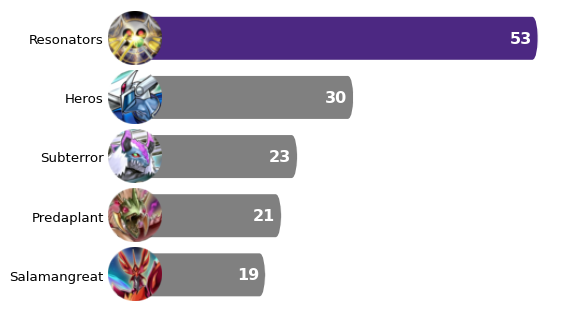 Resonators 53
Heros 30
Subterror 23
Predaplant 21
Salamangreat 19